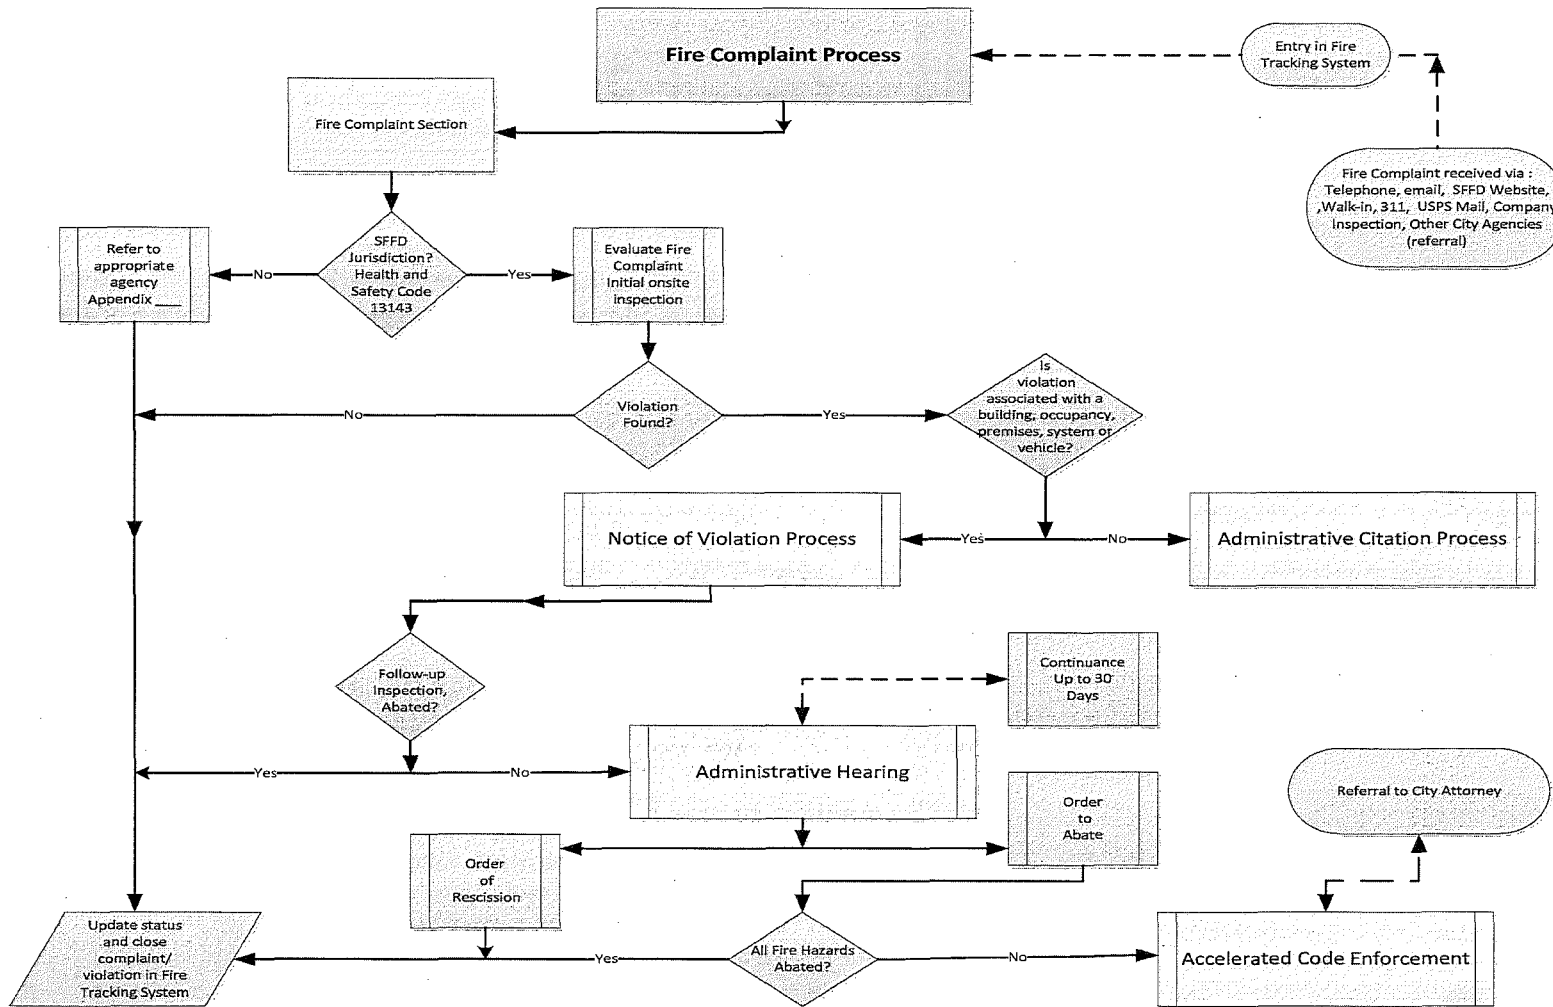 Fire Complaint Process
Entry in Fire
Tracking System
Fire Complaint Section
Fire Complaint received via :
Telephone, email, SFFD Website,
,Walk-in, 311, USPS Mail, Company
Inspection, Other City Agencies
(referral)
Refer to
appropriate
agency
Appendix ____
No
SFFD
Jurisdiction?
Health and
Safety Code
13143
Yes
Evaluate Fire
Complaint
Initial onsite
inspection
No
Violation
Found?
Yes
Is
violation
associated with a
building, occupancy,
premises, system or
vehicle?
Notice of Violation Process
Yes
No
Administrative Citation Process
Follow-up
Inspection,
Abated?
Continuance
Up to 30
Days
Yes
No
Administrative Hearing
Order
to
Abate
Referral to City Attorney
Order
of
Rescission
Update status
and close
complaint/
violation in Fire
Tracking System
Yes
All Fire Hazards
Abated?
No
Accelerated Code Enforcement